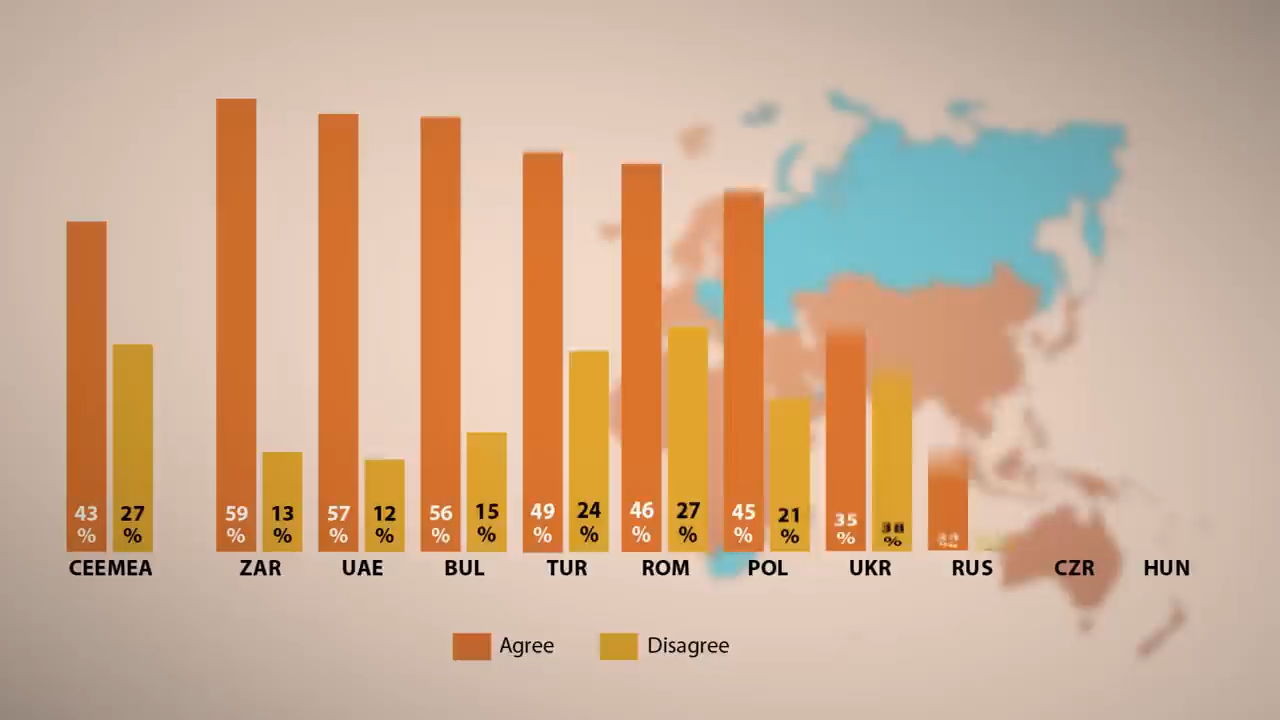 43 % 27 % 59 % 13 % 57 % 12 % 56 % 15 % 49 % 24 % 46 % 27 % 45 % 21 % 35 % 38 %
CEEMEA ZAR UAE BUL TUR ROM POL UKR RUS CZR HUN
Agree Disagree